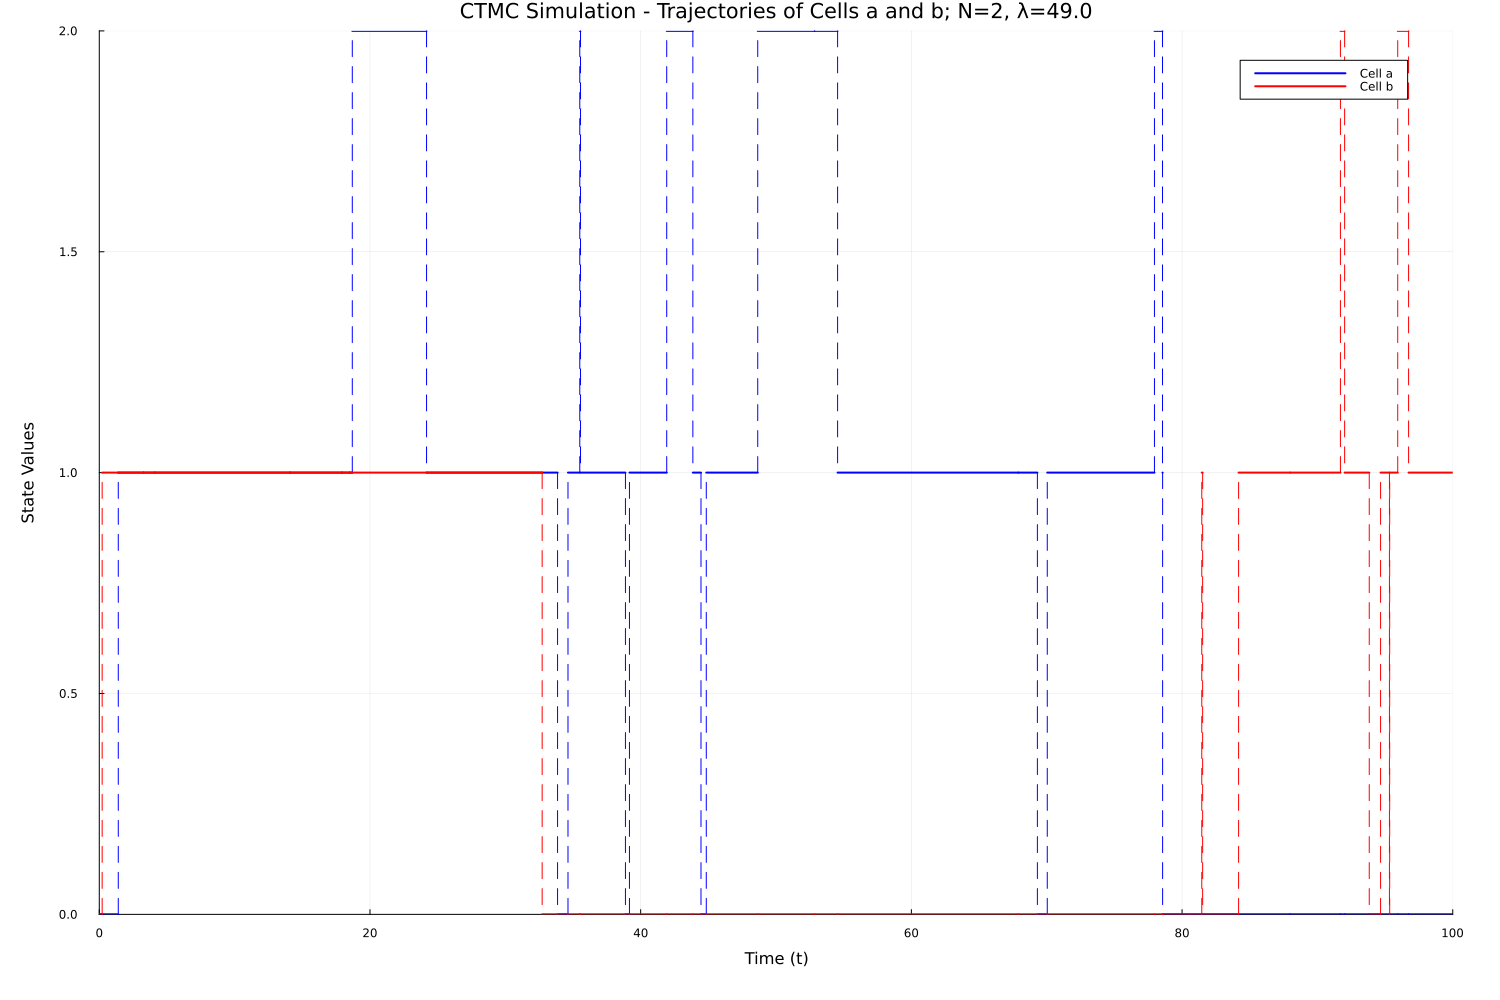 CTMC Simulation - Trajectories of Cells a and b; N=2, λ=49.0
2.0
Cell a
Cell b
1.5
State Values
1.0
0.5
0.0
0 20 40 60 80 100
Time (t)